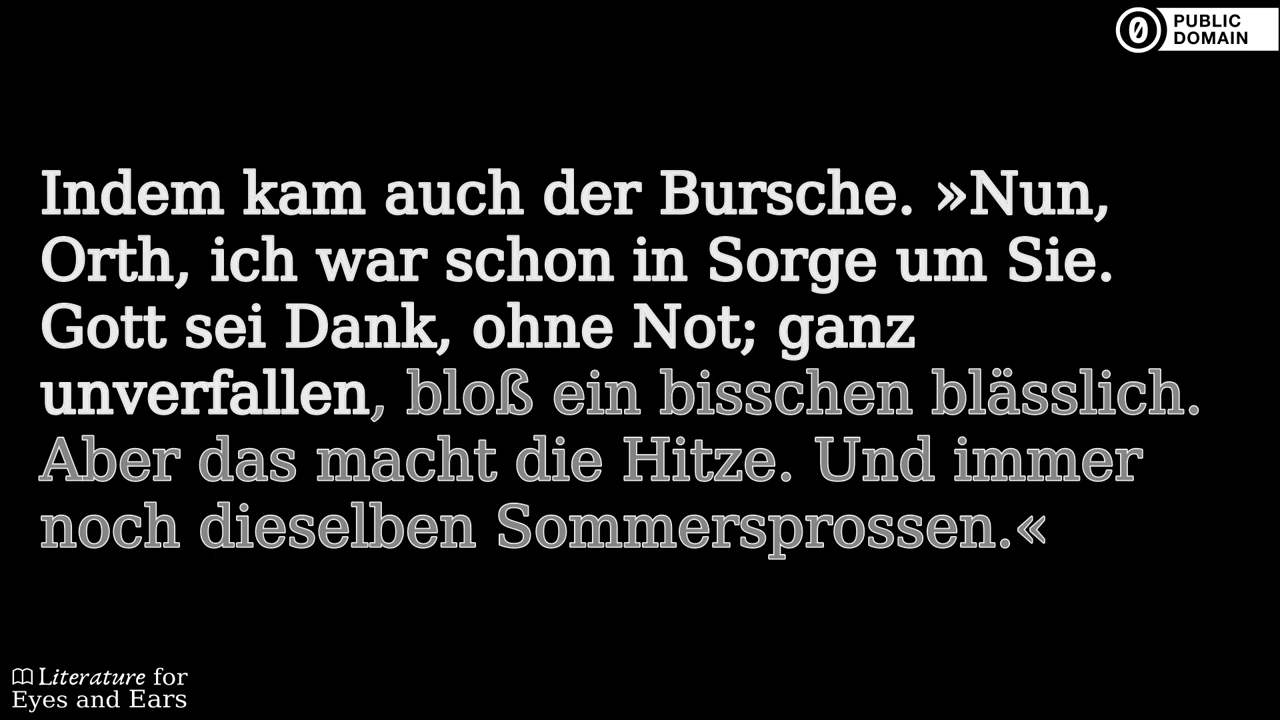 PUBLIC
DOMAIN
Indem kam auch der Bursche. »Nun,
Orth, ich war schon in Sorge um Sie.
Gott sei Dank, ohne Not; ganz
unverfallen, bloß ein bisschen blässlich.
Aber das macht die Hitze. Und immer
noch dieselben Sommersprossen.«
Literature for
Eyes and Ears